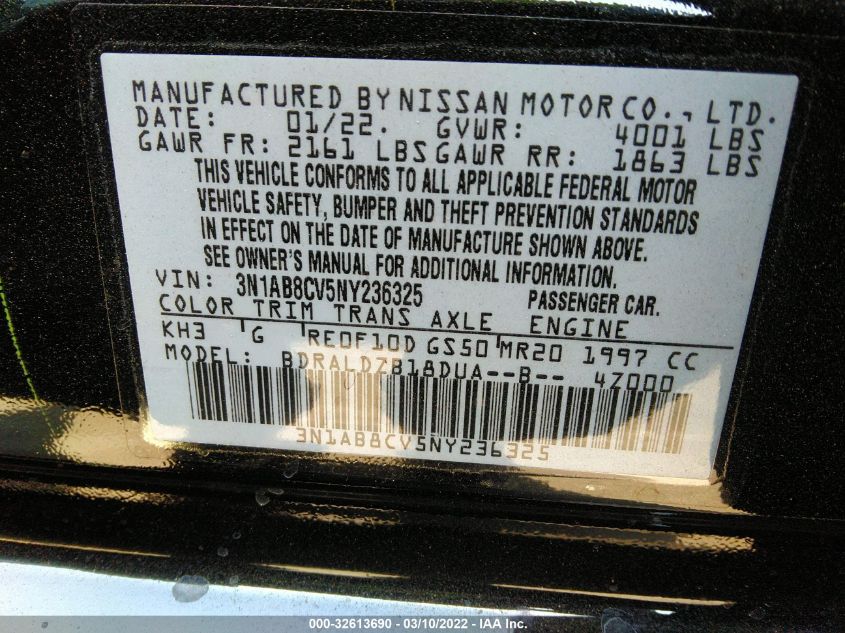 MANUFACTURED BY NISSAN MOTOR CO., LTD.
DATE: 01/22. GVWR: 4001 LBS
GAWR FR: 2161 LBS GAWR RR: 1863 LBS
THIS VEHICLE CONFORMS TO ALL APPLICABLE FEDERAL MOTOR
VEHICLE SAFETY, BUMPER AND THEFT PREVENTION STANDARDS
IN EFFECT ON THE DATE OF MANUFACTURE SHOWN ABOVE.
SEE OWNER'S MANUAL FOR ADDITIONAL INFORMATION.
VIN: 3N1AB8CV5NY236325 PASSENGER CAR.
COLOR TRIM TRANS AXLE ENGINE
KH3 G RE0F10D GS50 MR20 1997 CC
MODEL: BDRALDZB18DUA--B-- 47000
3N1AB8CV5NY236325
000-32613690 - 03/10/2022 - IAA Inc.